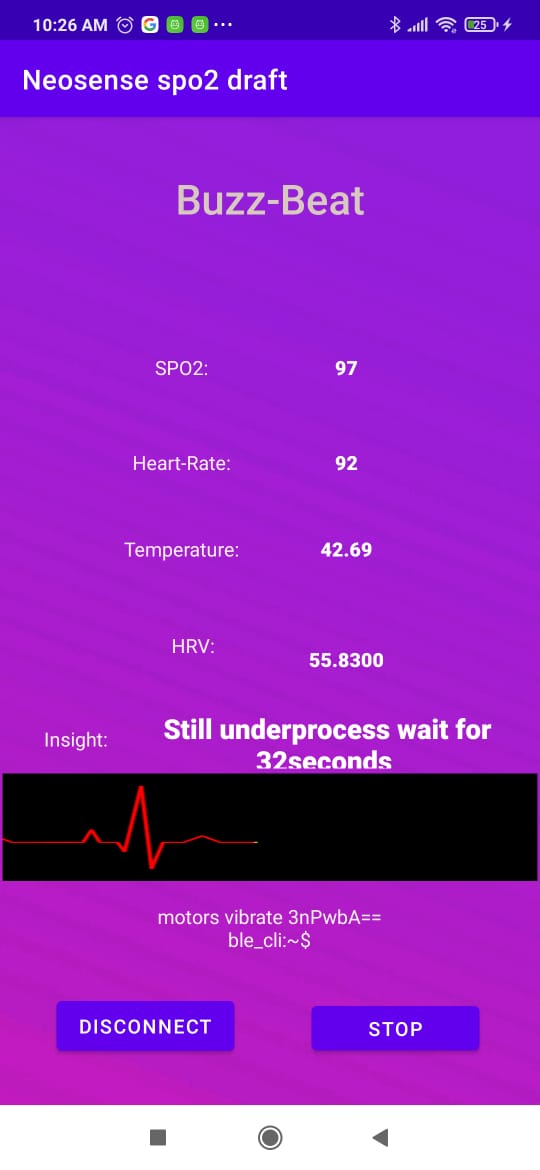 10:26 AM
25
Neosense spo2 draft
Buzz-Beat
SPO2: 97
Heart-Rate: 92
Temperature: 42.69
HRV: 55.8300
Insight: Still underprocess wait for
32seconds
motors vibrate 3nPwbA==
ble_cli:~$
DISCONNECT STOP